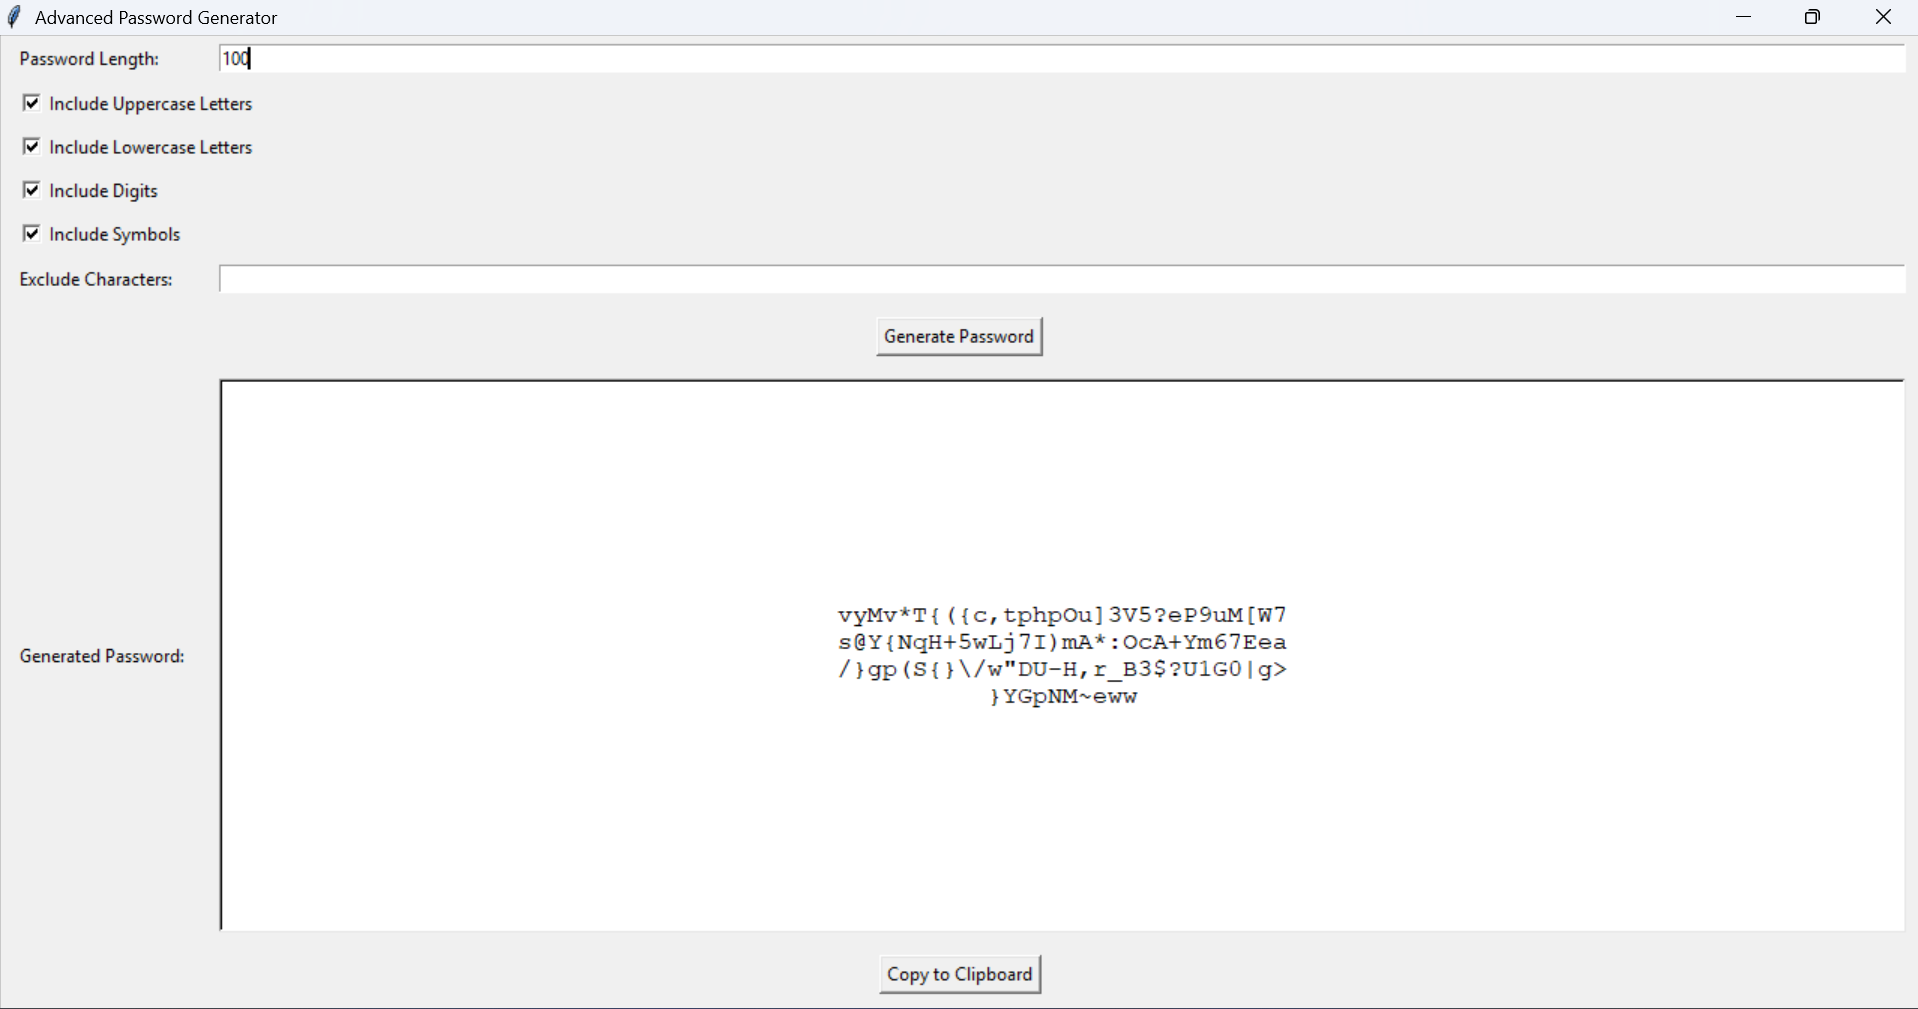 Advanced Password Generator
Password Length: 100
Include Uppercase Letters
Include Lowercase Letters
Include Digits
Include Symbols
Exclude Characters:
Generate Password
Generated Password:
vyMv*T{({c,tphpOu]3V5?eP9uM[W7
s@Y{NqH+5wLj7I)mA*:OcA+Ym67Eea
/}gp(S{}\/w"DU-H,r_B3$?U1G0|g>
}YGpNM~eww
Copy to Clipboard